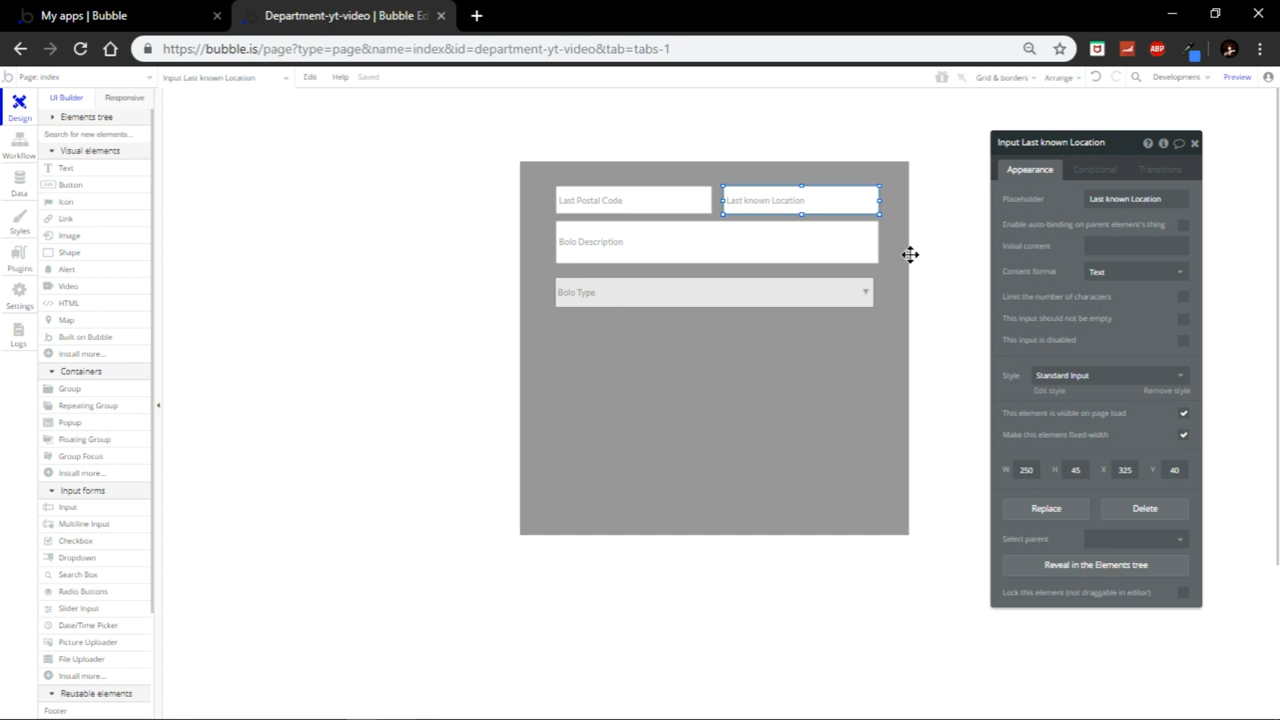 My apps | Bubble
Department-yt-video | Bubble Ed
https://bubble.is/page?type=page&name=index&id=department-yt-video&tab=tabs-1
ABP
Page: index
Input Last known Location
Edit
Help
Saved
Grid & borders
Arrange
Development
Preview
Design
Workflow
Data
Styles
Plugins
Settings
Logs
UI Builder
Responsive
Elements tree
Search for new elements...
Visual elements
Text
Button
Icon
Link
Image
Shape
Alert
Video
HTML
Map
Built on Bubble
Install more...
Containers
Group
Repeating Group
Popup
Floating Group
Group Focus
Install more...
Input forms
Input
Multiline Input
Checkbox
Dropdown
Search Box
Radio Buttons
Slider Input
Date/Time Picker
Picture Uploader
File Uploader
Install more...
Reusable elements
Footer
Last Postal Code
Last known Location
Bolo Description
Bolo Type
Input Last known Location
Appearance
Conditional
Transitions
Placeholder
Last known Location
Enable auto-binding on parent element's thing
Initial content
Content format
Text
Limit the number of characters
This input should not be empty
This input is disabled
Style
Standard Input
Edit style
Remove style
This element is visible on page load
Make this element fixed-width
W 250 H 45 X 325 Y 40
Replace
Delete
Select parent
Reveal in the Elements tree
Lock this element (not draggable in editor)